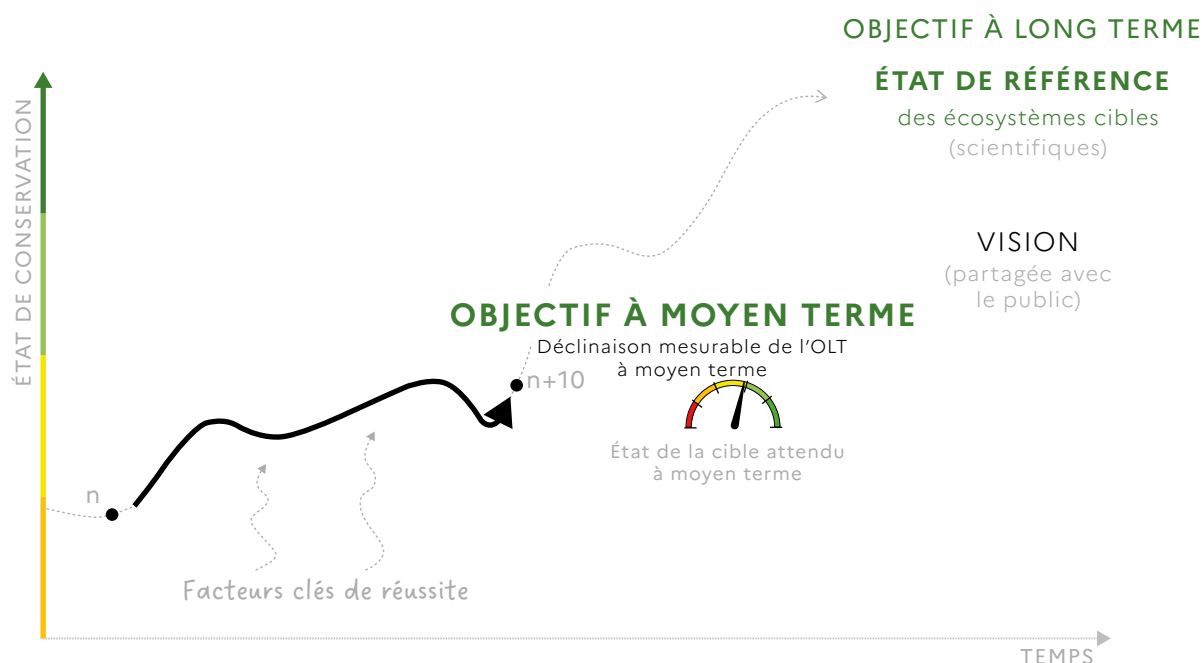 OBJECTIF À LONG TERME
ÉTAT DE RÉFÉRENCE
des écosystèmes cibles
(scientifiques)
ÉTAT DE CONSERVATION
VISION
(partagée avec
le public)
OBJECTIF À MOYEN TERME
Déclinaison mesurable de l'OLT
à moyen terme
n+10
État de la cible attendu
à moyen terme
n
Facteurs clés de réussite
TEMPS